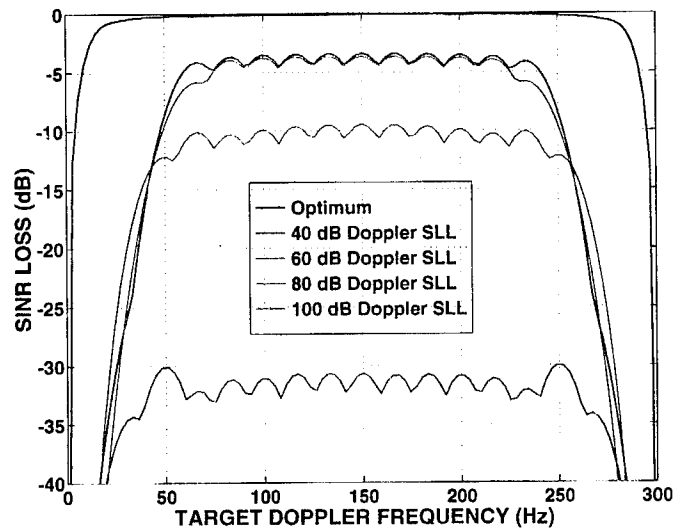 0
-5
-10
-15
-20
-25
-30
-35
-40
SINR LOSS (dB)
Optimum
40 dB Doppler SLL
60 dB Doppler SLL
80 dB Doppler SLL
100 dB Doppler SLL
0
50
100
150
200
250
300
TARGET DOPPLER FREQUENCY (Hz)